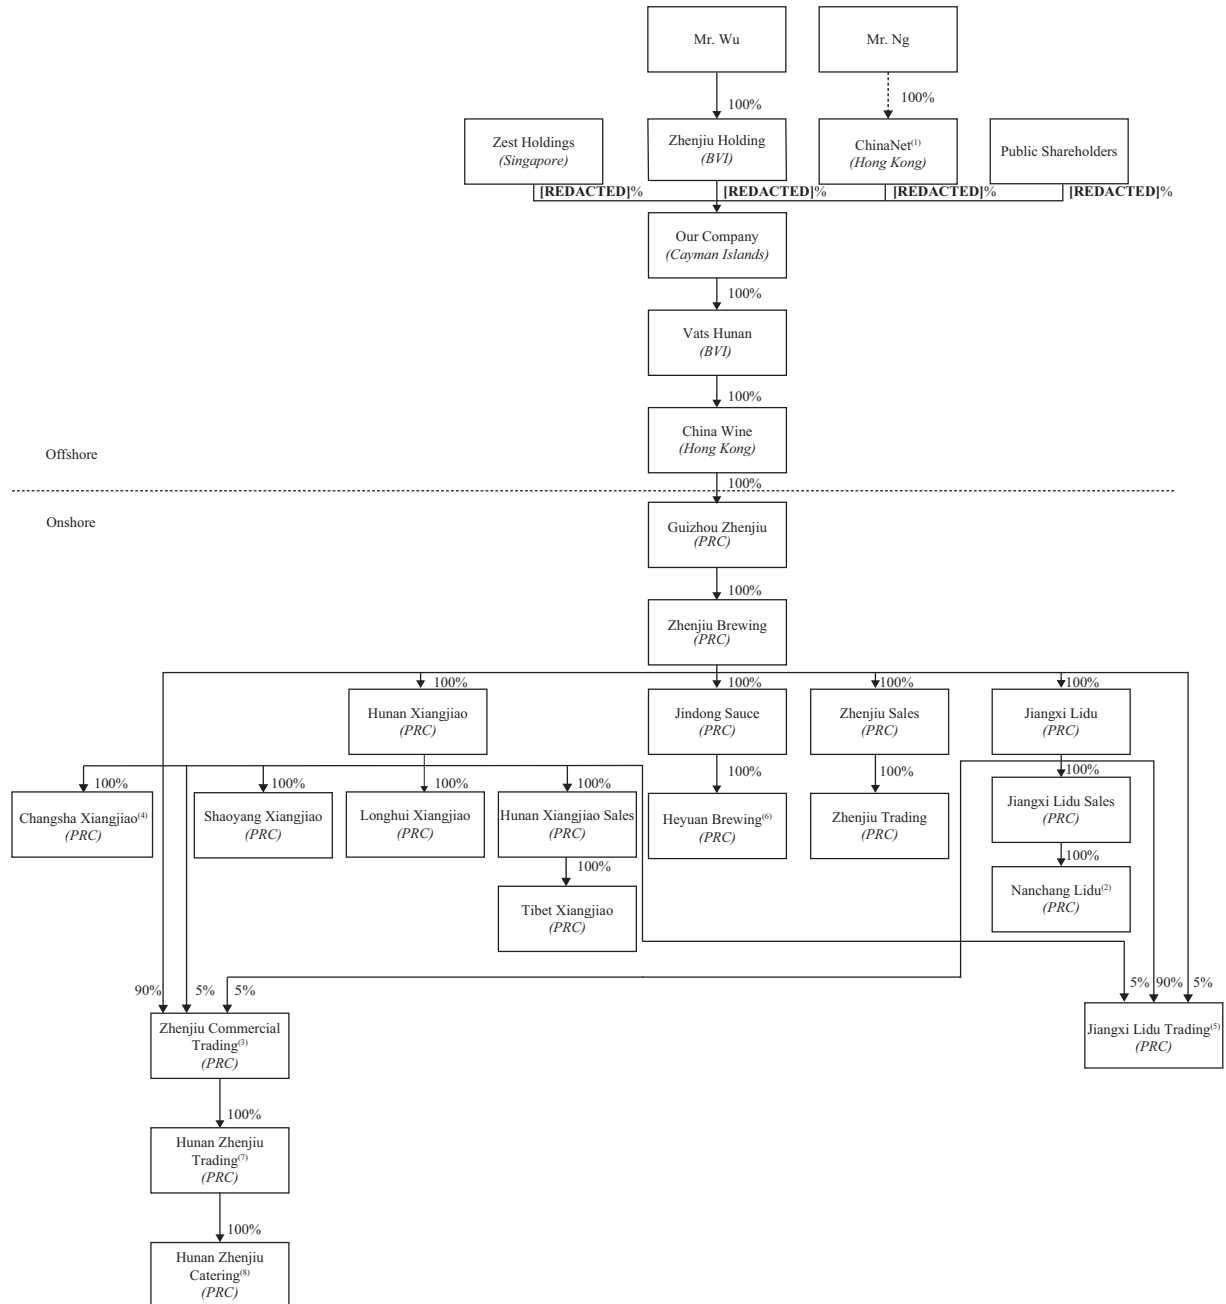 Mr. Wu
Mr. Ng
100%
100%
Zest Holdings
(Singapore)
Zhenjiu Holding
(BVI)
ChinaNet(1)
(Hong Kong)
Public Shareholders
[REDACTED]%
[REDACTED]%
[REDACTED]%
[REDACTED]%
Our Company
(Cayman Islands)
100%
Vats Hunan
(BVI)
100%
China Wine
(Hong Kong)
Offshore
100%
Onshore
Guizhou Zhenjiu
(PRC)
100%
Zhenjiu Brewing
(PRC)
100%
100%
100%
100%
Hunan Xiangjiao
(PRC)
Jindong Sauce
(PRC)
Zhenjiu Sales
(PRC)
Jiangxi Lidu
(PRC)
100%
100%
100%
100%
100%
100%
100%
Changsha Xiangjiao(4)
(PRC)
Shaoyang Xiangjiao
(PRC)
Longhui Xiangjiao
(PRC)
Hunan Xiangjiao Sales
(PRC)
Heyuan Brewing(6)
(PRC)
Zhenjiu Trading
(PRC)
Jiangxi Lidu Sales
(PRC)
100%
100%
Tibet Xiangjiao
(PRC)
Nanchang Lidu(2)
(PRC)
90%
5%
5%
5%
90%
5%
Zhenjiu Commercial
Trading(3)
(PRC)
Jiangxi Lidu Trading(5)
(PRC)
100%
Hunan Zhenjiu
Trading(7)
(PRC)
100%
Hunan Zhenjiu
Catering(8)
(PRC)